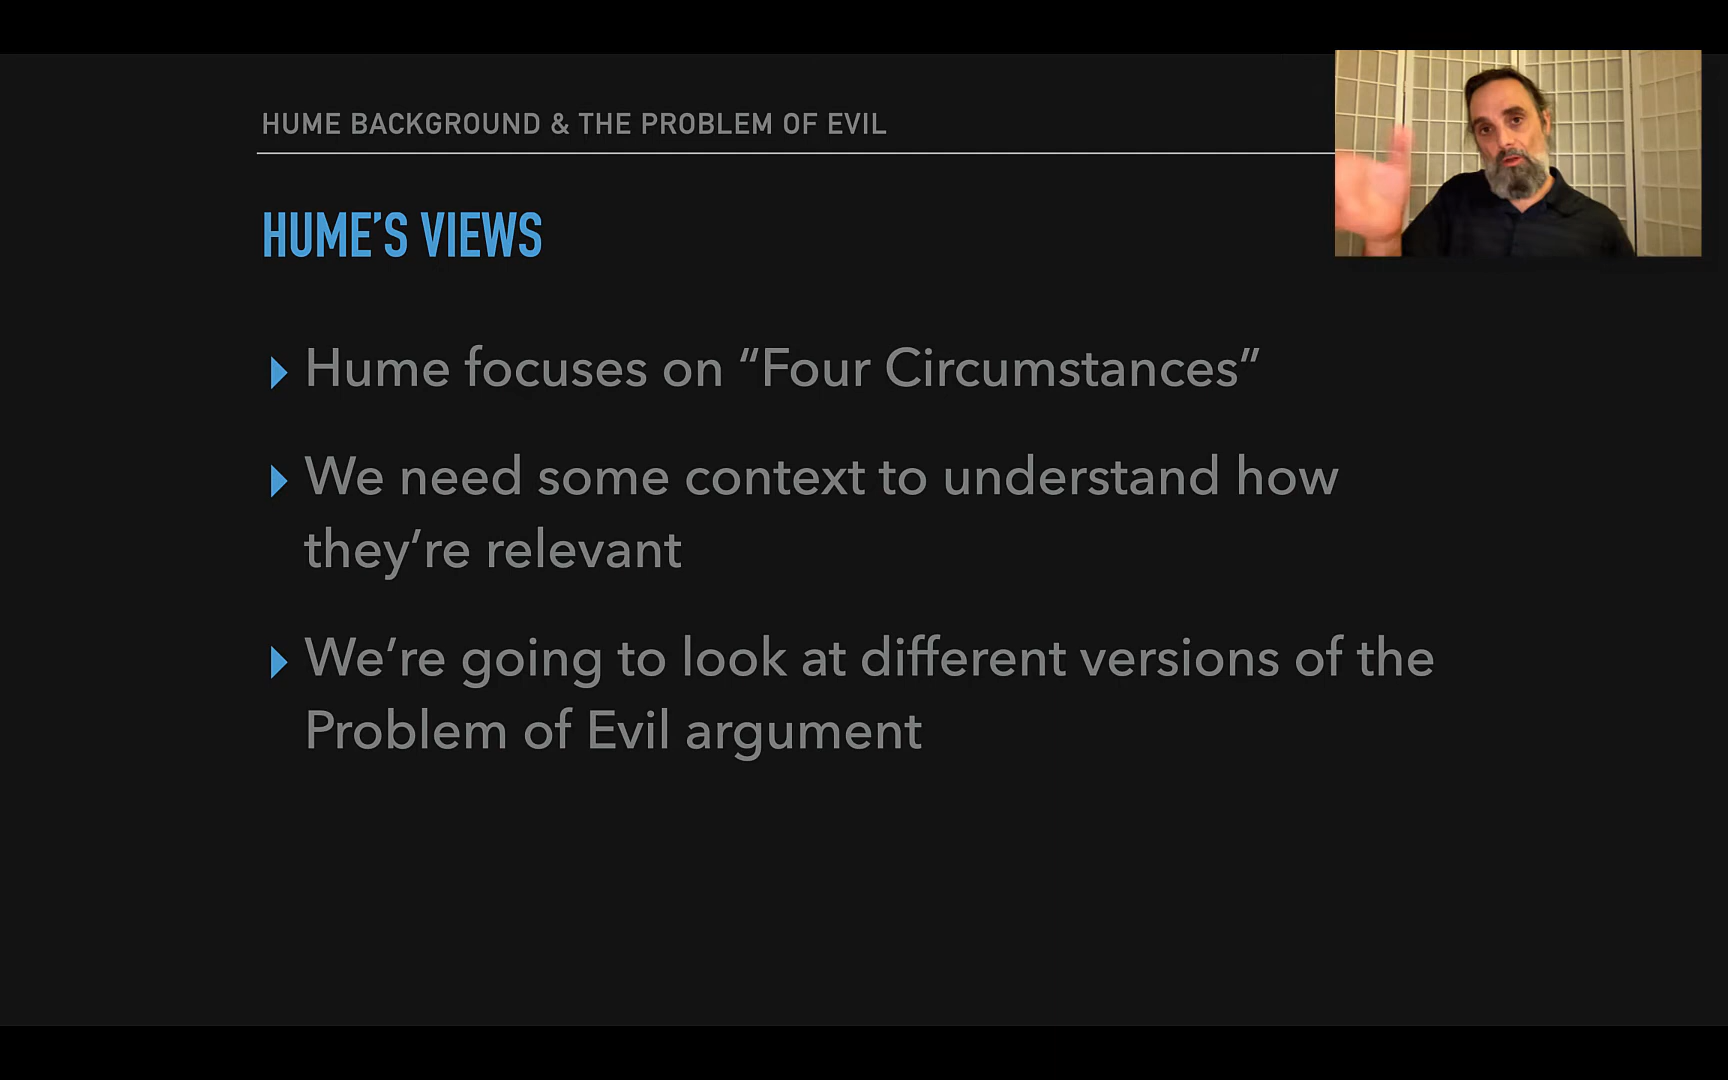 HUME BACKGROUND & THE PROBLEM OF EVIL
HUME’S VIEWS
Hume focuses on “Four Circumstances”
We need some context to understand how
they’re relevant
We’re going to look at different versions of the
Problem of Evil argument